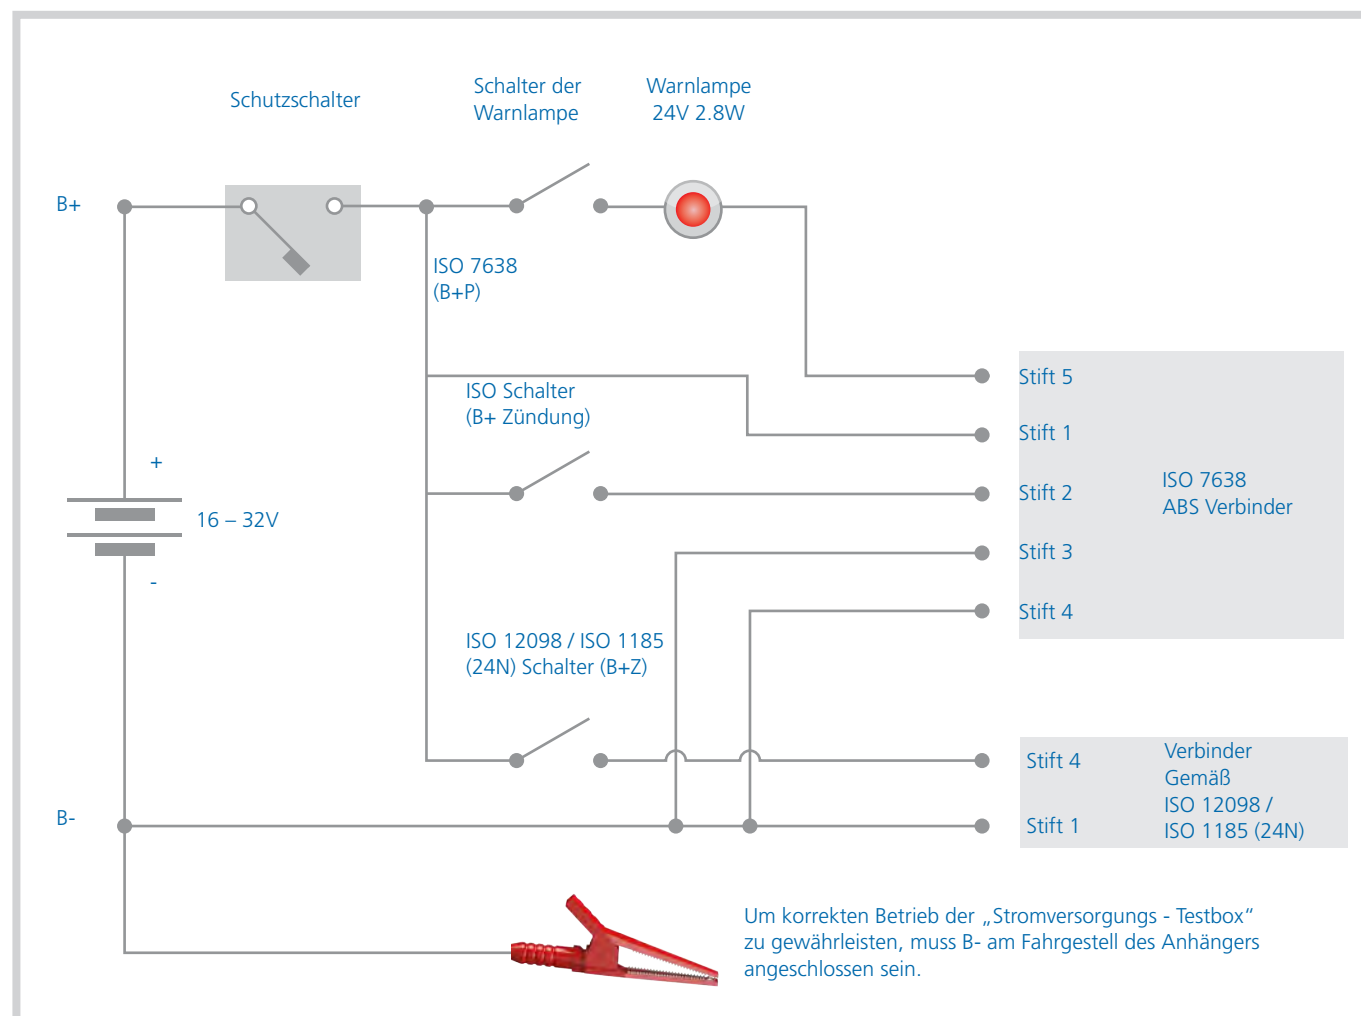 Schutzschalter
Schalter der
Warnlampe
Warnlampe
24V 2.8W
B+
ISO 7638
(B+P)
ISO Schalter
(B+ Zündung)
+
16 – 32V
-
ISO 12098 / ISO 1185
(24N) Schalter (B+Z)
B-
Stift 5
Stift 1
Stift 2
Stift 3
Stift 4
ISO 7638
ABS Verbinder
Stift 4
Stift 1
Verbinder
Gemäß
ISO 12098 /
ISO 1185 (24N)
Um korrekten Betrieb der „Stromversorgungs - Testbox“
zu gewährleisten, muss B- am Fahrgestell des Anhängers
angeschlossen sein.